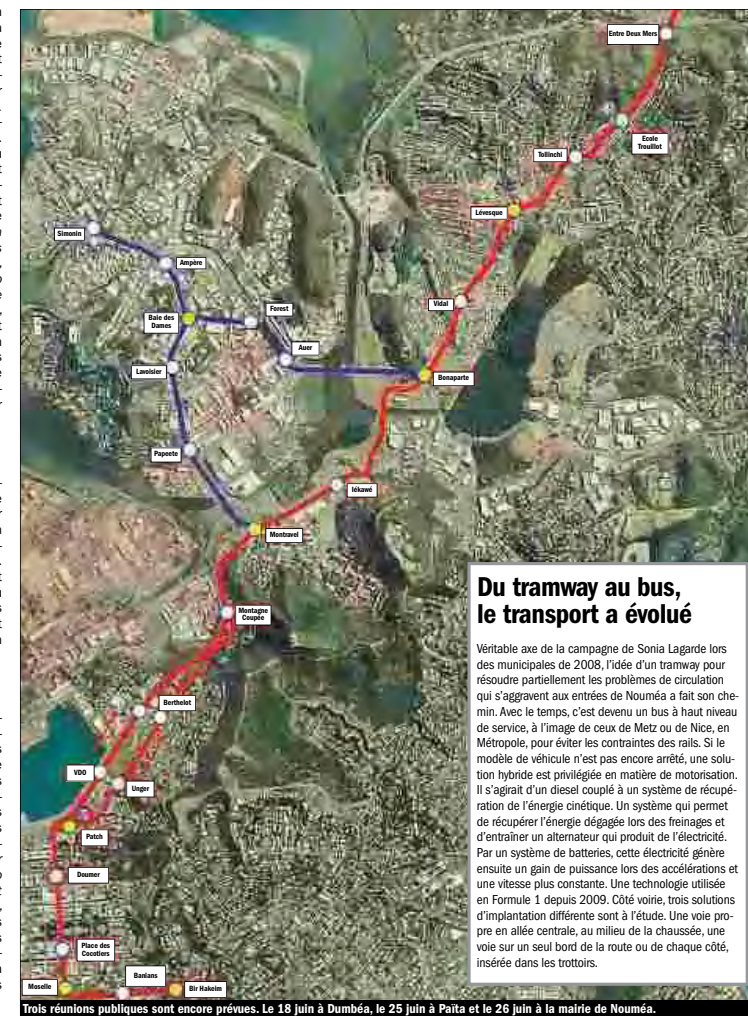 Entre Deux Mers
Ecole
Trouillot
Tollinchi
Lévesque
Simonin
Ampère
Vidal
Forest
Baie des
Dames
Auer
Lavoisier
Bonaparte
Papeete
Iékawé
Montravel
Montagne
Coupée
Berthelot
VDO
Unger
Patch
Doumer
Place des
Cocotiers
Banians
Moselle
Bir Hakeim
Du tramway au bus,
le transport a évolué
Véritable axe de la campagne de Sonia Lagarde lors
des municipales de 2008, l'idée d'un tramway pour
résoudre partiellement les problèmes de circulation
qui s'aggravent aux entrées de Nouméa a fait son che-
min. Avec le temps, c'est devenu un bus à haut niveau
de service, à l'image de ceux de Metz ou de Nice, en
Métropole, pour éviter les contraintes des rails. Si le
modèle de véhicule n'est pas encore arrêté, une solu-
tion hybride est privilégiée en matière de motorisation.
Il s'agirait d'un diesel couplé à un système de récupé-
ration de l'énergie cinétique. Un système qui permet
de récupérer l'énergie dégagée lors des freinages et
d'entraîner un alternateur qui produit de l'électricité.
Par un système de batteries, cette électricité génère
ensuite un gain de puissance lors des accélérations et
une vitesse plus constante. Une technologie utilisée
en Formule 1 depuis 2009. Côté voirie, trois solutions
d'implantation différente sont à l'étude. Une voie pro-
pre en allée centrale, au milieu de la chaussée, une
voie sur un seul bord de la route ou de chaque côté,
insérée dans les trottoirs.
Trois réunions publiques sont encore prévues. Le 18 juin à Dumbéa, le 25 juin à Païta et le 26 juin à la mairie de Nouméa.